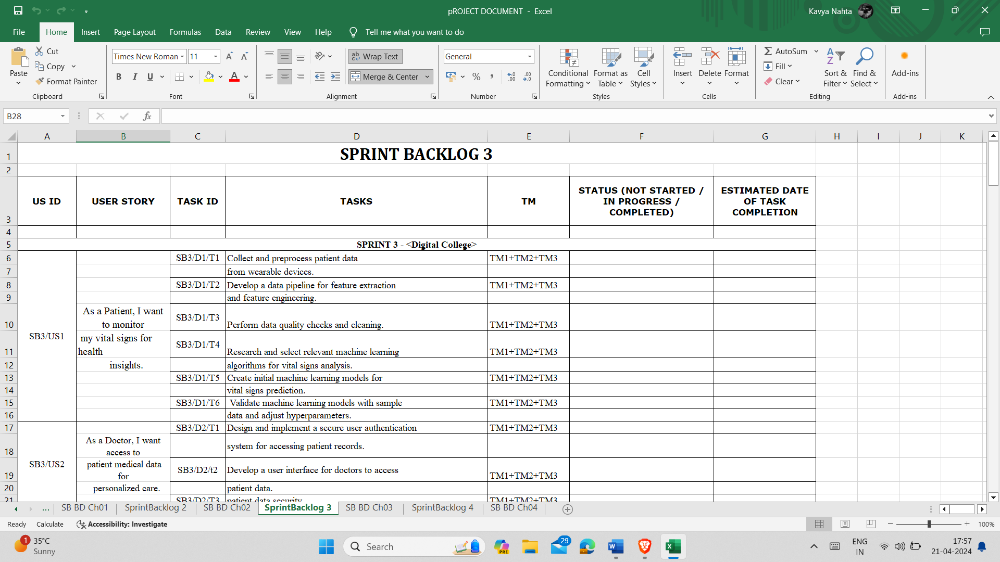 pROJECT DOCUMENT - Excel
Kavya Nahta
File Home Insert Page Layout Formulas Data Review View Help Tell me what you want to do
Paste
Cut
Copy
Format Painter
Clipboard
Times New Roman 11
B I U
Font
Wrap Text
Merge & Center
Alignment
General
Number
Conditional Formatting
Format as Table
Cell Styles
Styles
Insert Delete Format
Cells
AutoSum
Fill
Clear
Sort & Filter
Find & Select
Editing
Add-ins
Add-ins
B28
fx
A B C D E F G H I J K
1 SPRINT BACKLOG 3
2
3 US ID USER STORY TASK ID TASKS TM STATUS (NOT STARTED / IN PROGRESS / COMPLETED) ESTIMATED DATE OF TASK COMPLETION
4
5 SPRINT 3 - <Digital College>
6 SB3/D1/T1 Collect and preprocess patient data TM1+TM2+TM3
7 from wearable devices.
8 SB3/D1/T2 Develop a data pipeline for feature extraction TM1+TM2+TM3
9 and feature engineering.
10 As a Patient, I want to monitor SB3/D1/T3 Perform data quality checks and cleaning. TM1+TM2+TM3
SB3/US1
11 my vital signs for health SB3/D1/T4 Research and select relevant machine learning TM1+TM2+TM3
12 insights. algorithms for vital signs analysis.
13 SB3/D1/T5 Create initial machine learning models for TM1+TM2+TM3
14 vital signs prediction.
15 SB3/D1/T6 Validate machine learning models with sample TM1+TM2+TM3
16 data and adjust hyperparameters.
17 SB3/D2/T1 Design and implement a secure user authentication TM1+TM2+TM3
18 As a Doctor, I want access to system for accessing patient records.
SB3/US2
19 patient medical data for SB3/D2/t2 Develop a user interface for doctors to access TM1+TM2+TM3
20 personalized care. patient data.
21 SB3/D2/T3 patient data security TM1+TM2+TM3
... SB BD Ch01 SprintBacklog 2 SB BD Ch02 SprintBacklog 3 SB BD Ch03 SprintBacklog 4 SB BD Ch04
Ready Calculate Accessibility: Investigate 100%
1 35°C
Sunny
Search
PRE
29
ENG
IN
17:57
21-04-2024